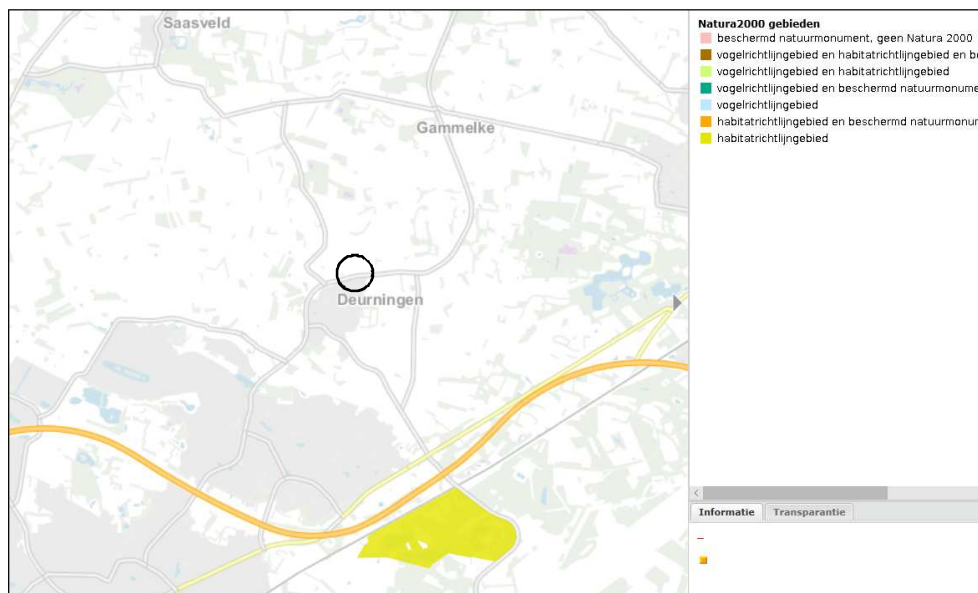 Saasveld
Gammelke
Deurningen
Natura2000 gebieden
beschermd natuurmonument, geen Natura 2000
vogelrichtlijngebied en habitatrichtlijngebied en be
vogelrichtlijngebied en habitatrichtlijngebied
vogelrichtlijngebied en beschermd natuurmonume
vogelrichtlijngebied
habitatrichtlijngebied en beschermd natuurmonum
habitatrichtlijngebied
Informatie Transparantie